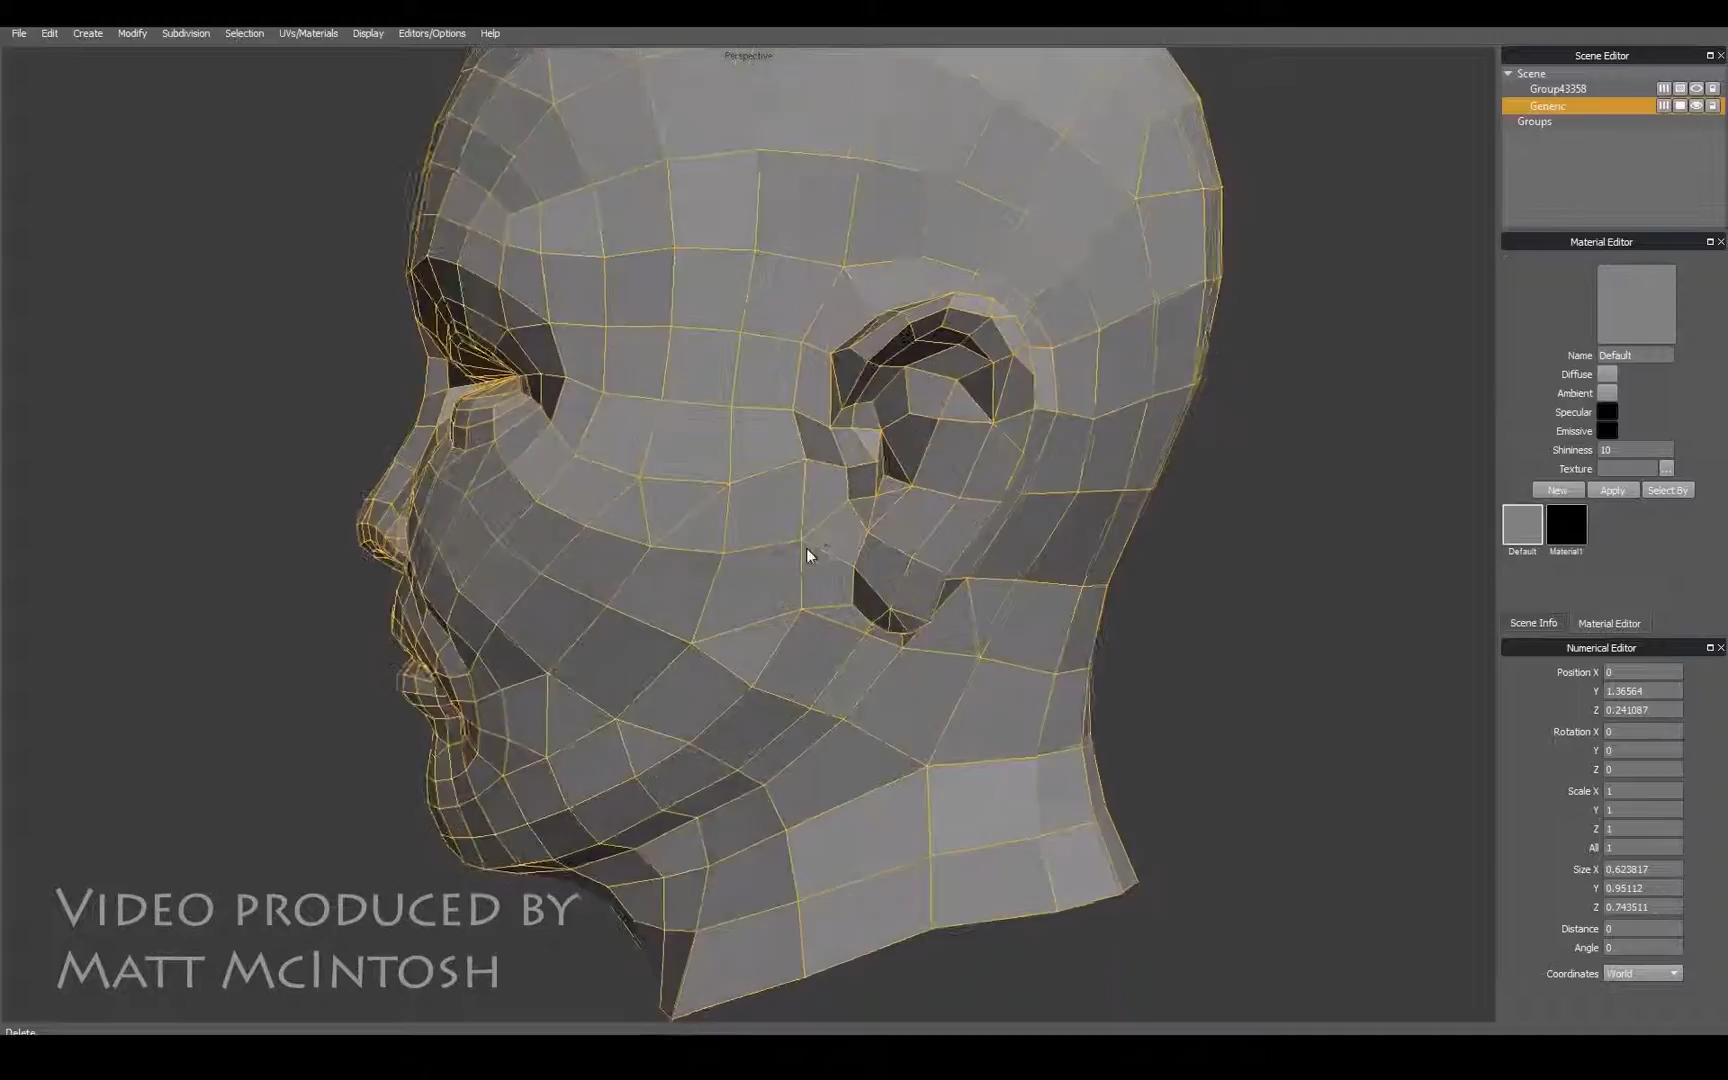 File Edit Create Modify Subdivision Selection UVs/Materials Display Editors/Options Help
Perspective
Scene Editor
Scene
Group43358
Generic
Groups
Material Editor
Name Default
Diffuse
Ambient
Specular
Emissive
Shininess 10
Texture ...
New Apply Select By
Default Material1
Scene Info Material Editor
Numerical Editor
Position X 0
Y 1.36564
Z 0.241087
Rotation X 0
Y 0
Z 0
Scale X 1
Y 1
Z 1
All 1
Size X 0.623817
Y 0.95112
Z 0.743511
Distance 0
Angle 0
Coordinates World
Video produced by
Matt McIntosh
Delete